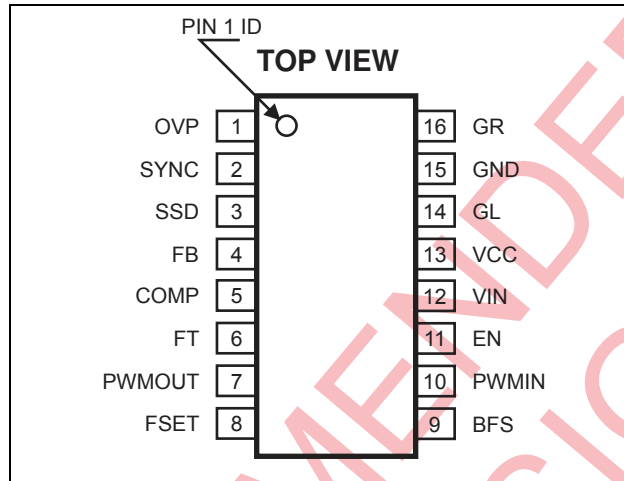 PIN 1 ID
TOP VIEW
OVP 1 16 GR
SYNC 2 15 GND
SSD 3 14 GL
FB 4 13 VCC
COMP 5 12 VIN
FT 6 11 EN
PWMOUT 7 10 PWMIN
FSET 8 9 BFS